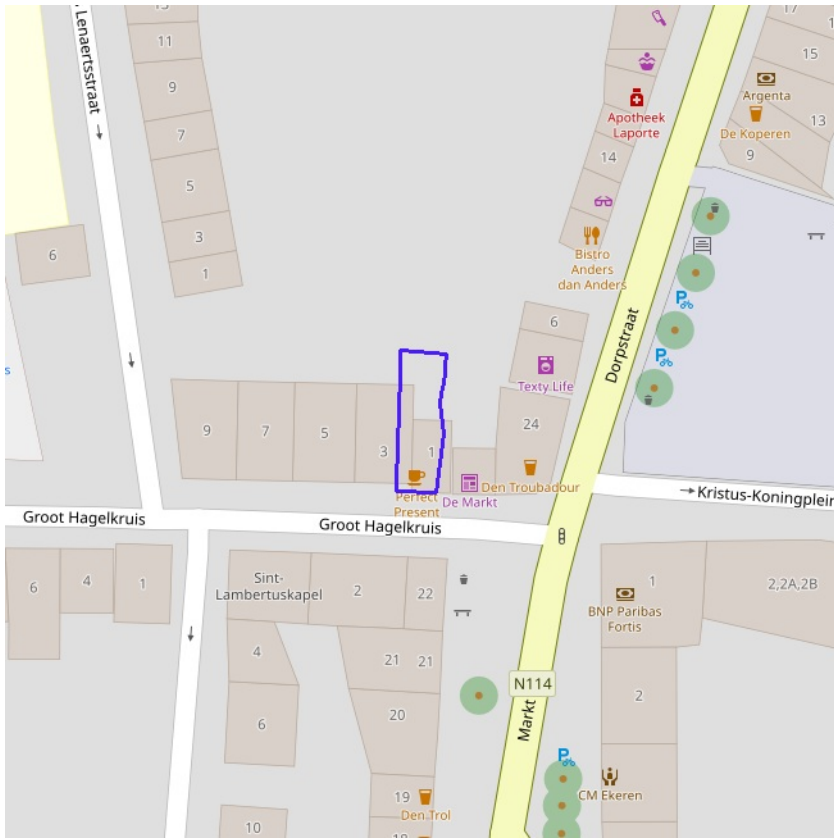 Lenaertsstraat
11
9
7
5
3
1
6
17
15
13
9
Argenta
De Koperen
Apotheek
Laporte
14
Bistro
Anders
dan Anders
6
Texty Life
Dorpstraat
24
Den Troubadour
9
7
5
3
1
Perfect
Present
De Markt
Kristus-Koningplein
Groot Hagelkruis
Groot Hagelkruis
6
4
1
Sint-
Lambertuskapel
2
22
4
21
21
6
20
19
Den Trol
10
1
BNP Paribas
Fortis
2,2A,2B
2
N114
Markt
CM Ekeren